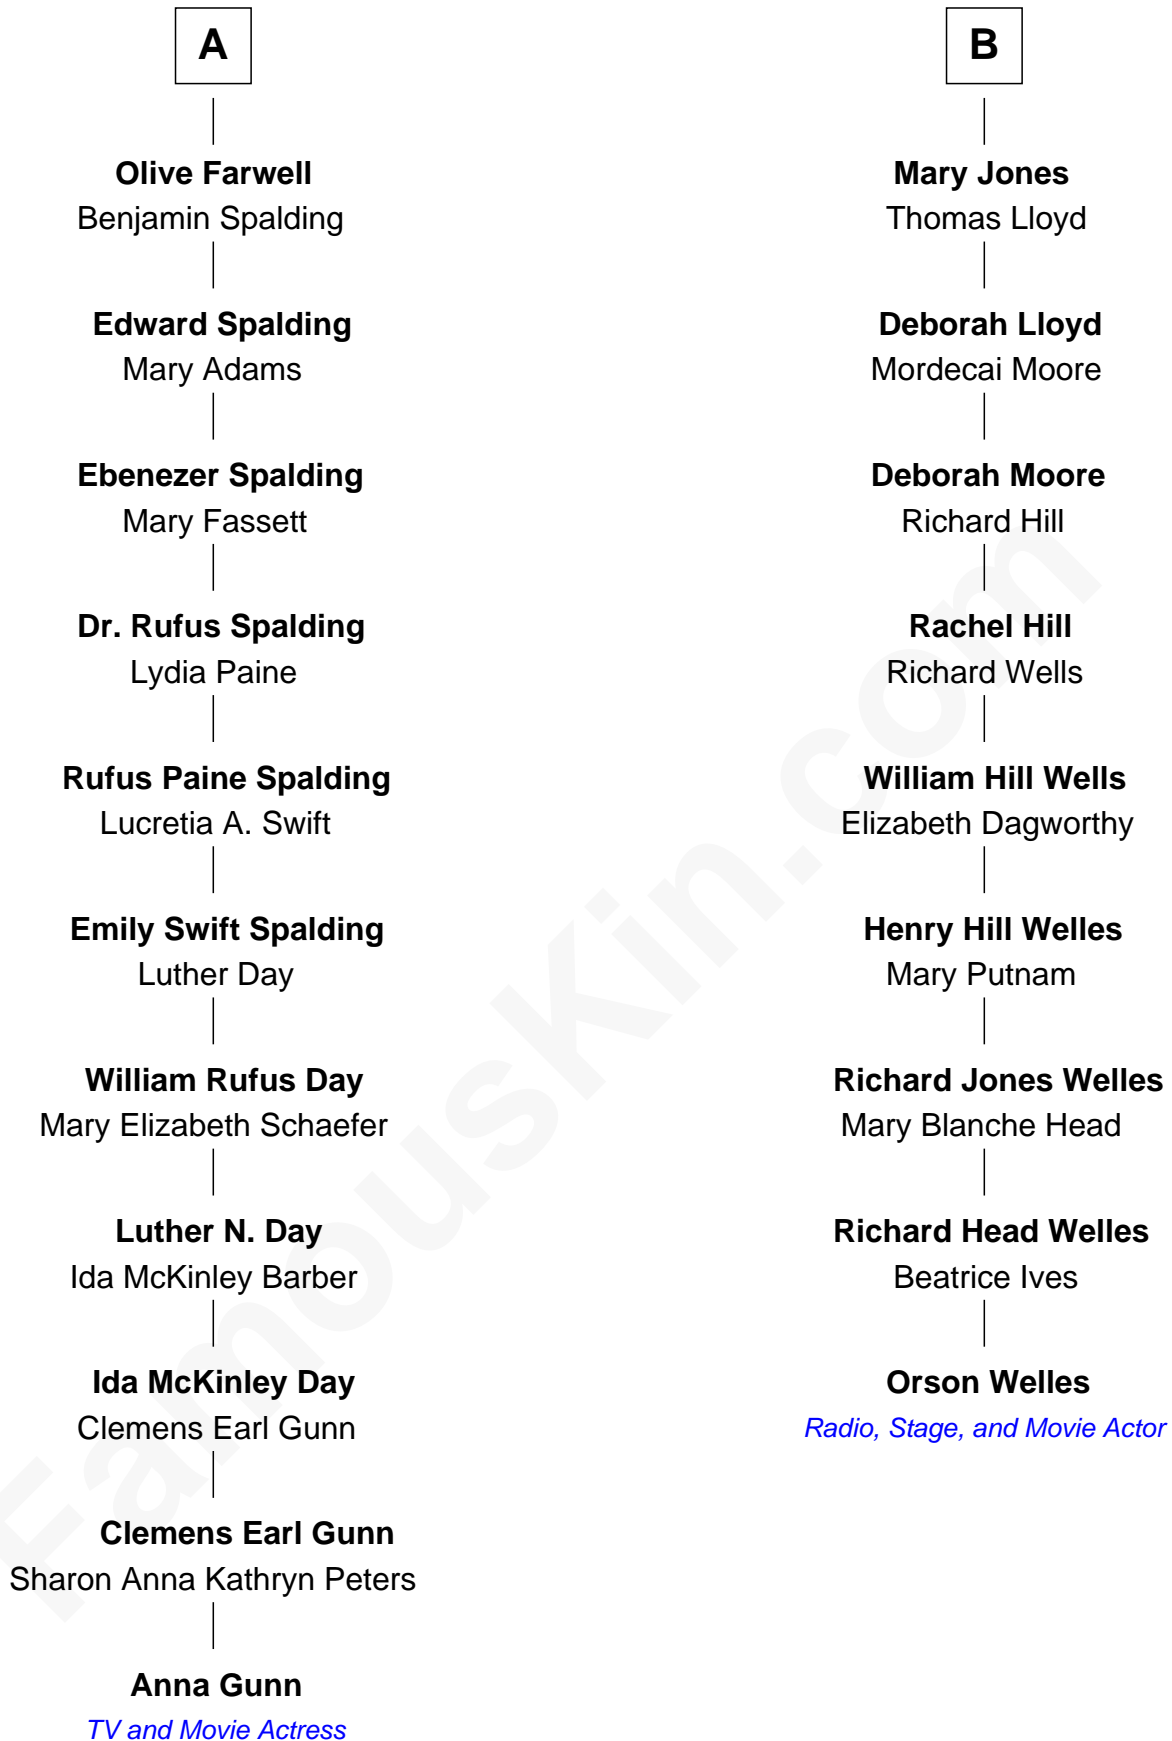 A
Olive Farwell
Benjamin Spalding
Edward Spalding
Mary Adams
Ebenezer Spalding
Mary Fassett
Dr. Rufus Spalding
Lydia Paine
Rufus Paine Spalding
Lucretia A. Swift
Emily Swift Spalding
Luther Day
William Rufus Day
Mary Elizabeth Schaefer
Luther N. Day
Ida McKinley Barber
Ida McKinley Day
Clemens Earl Gunn
Clemens Earl Gunn
Sharon Anna Kathryn Peters
Anna Gunn
TV and Movie Actress
B
Mary Jones
Thomas Lloyd
Deborah Lloyd
Mordecai Moore
Deborah Moore
Richard Hill
Rachel Hill
Richard Wells
William Hill Wells
Elizabeth Dagworthy
Henry Hill Welles
Mary Putnam
Richard Jones Welles
Mary Blanche Head
Richard Head Welles
Beatrice Ives
Orson Welles
Radio, Stage, and Movie Actor
FamousKin.com